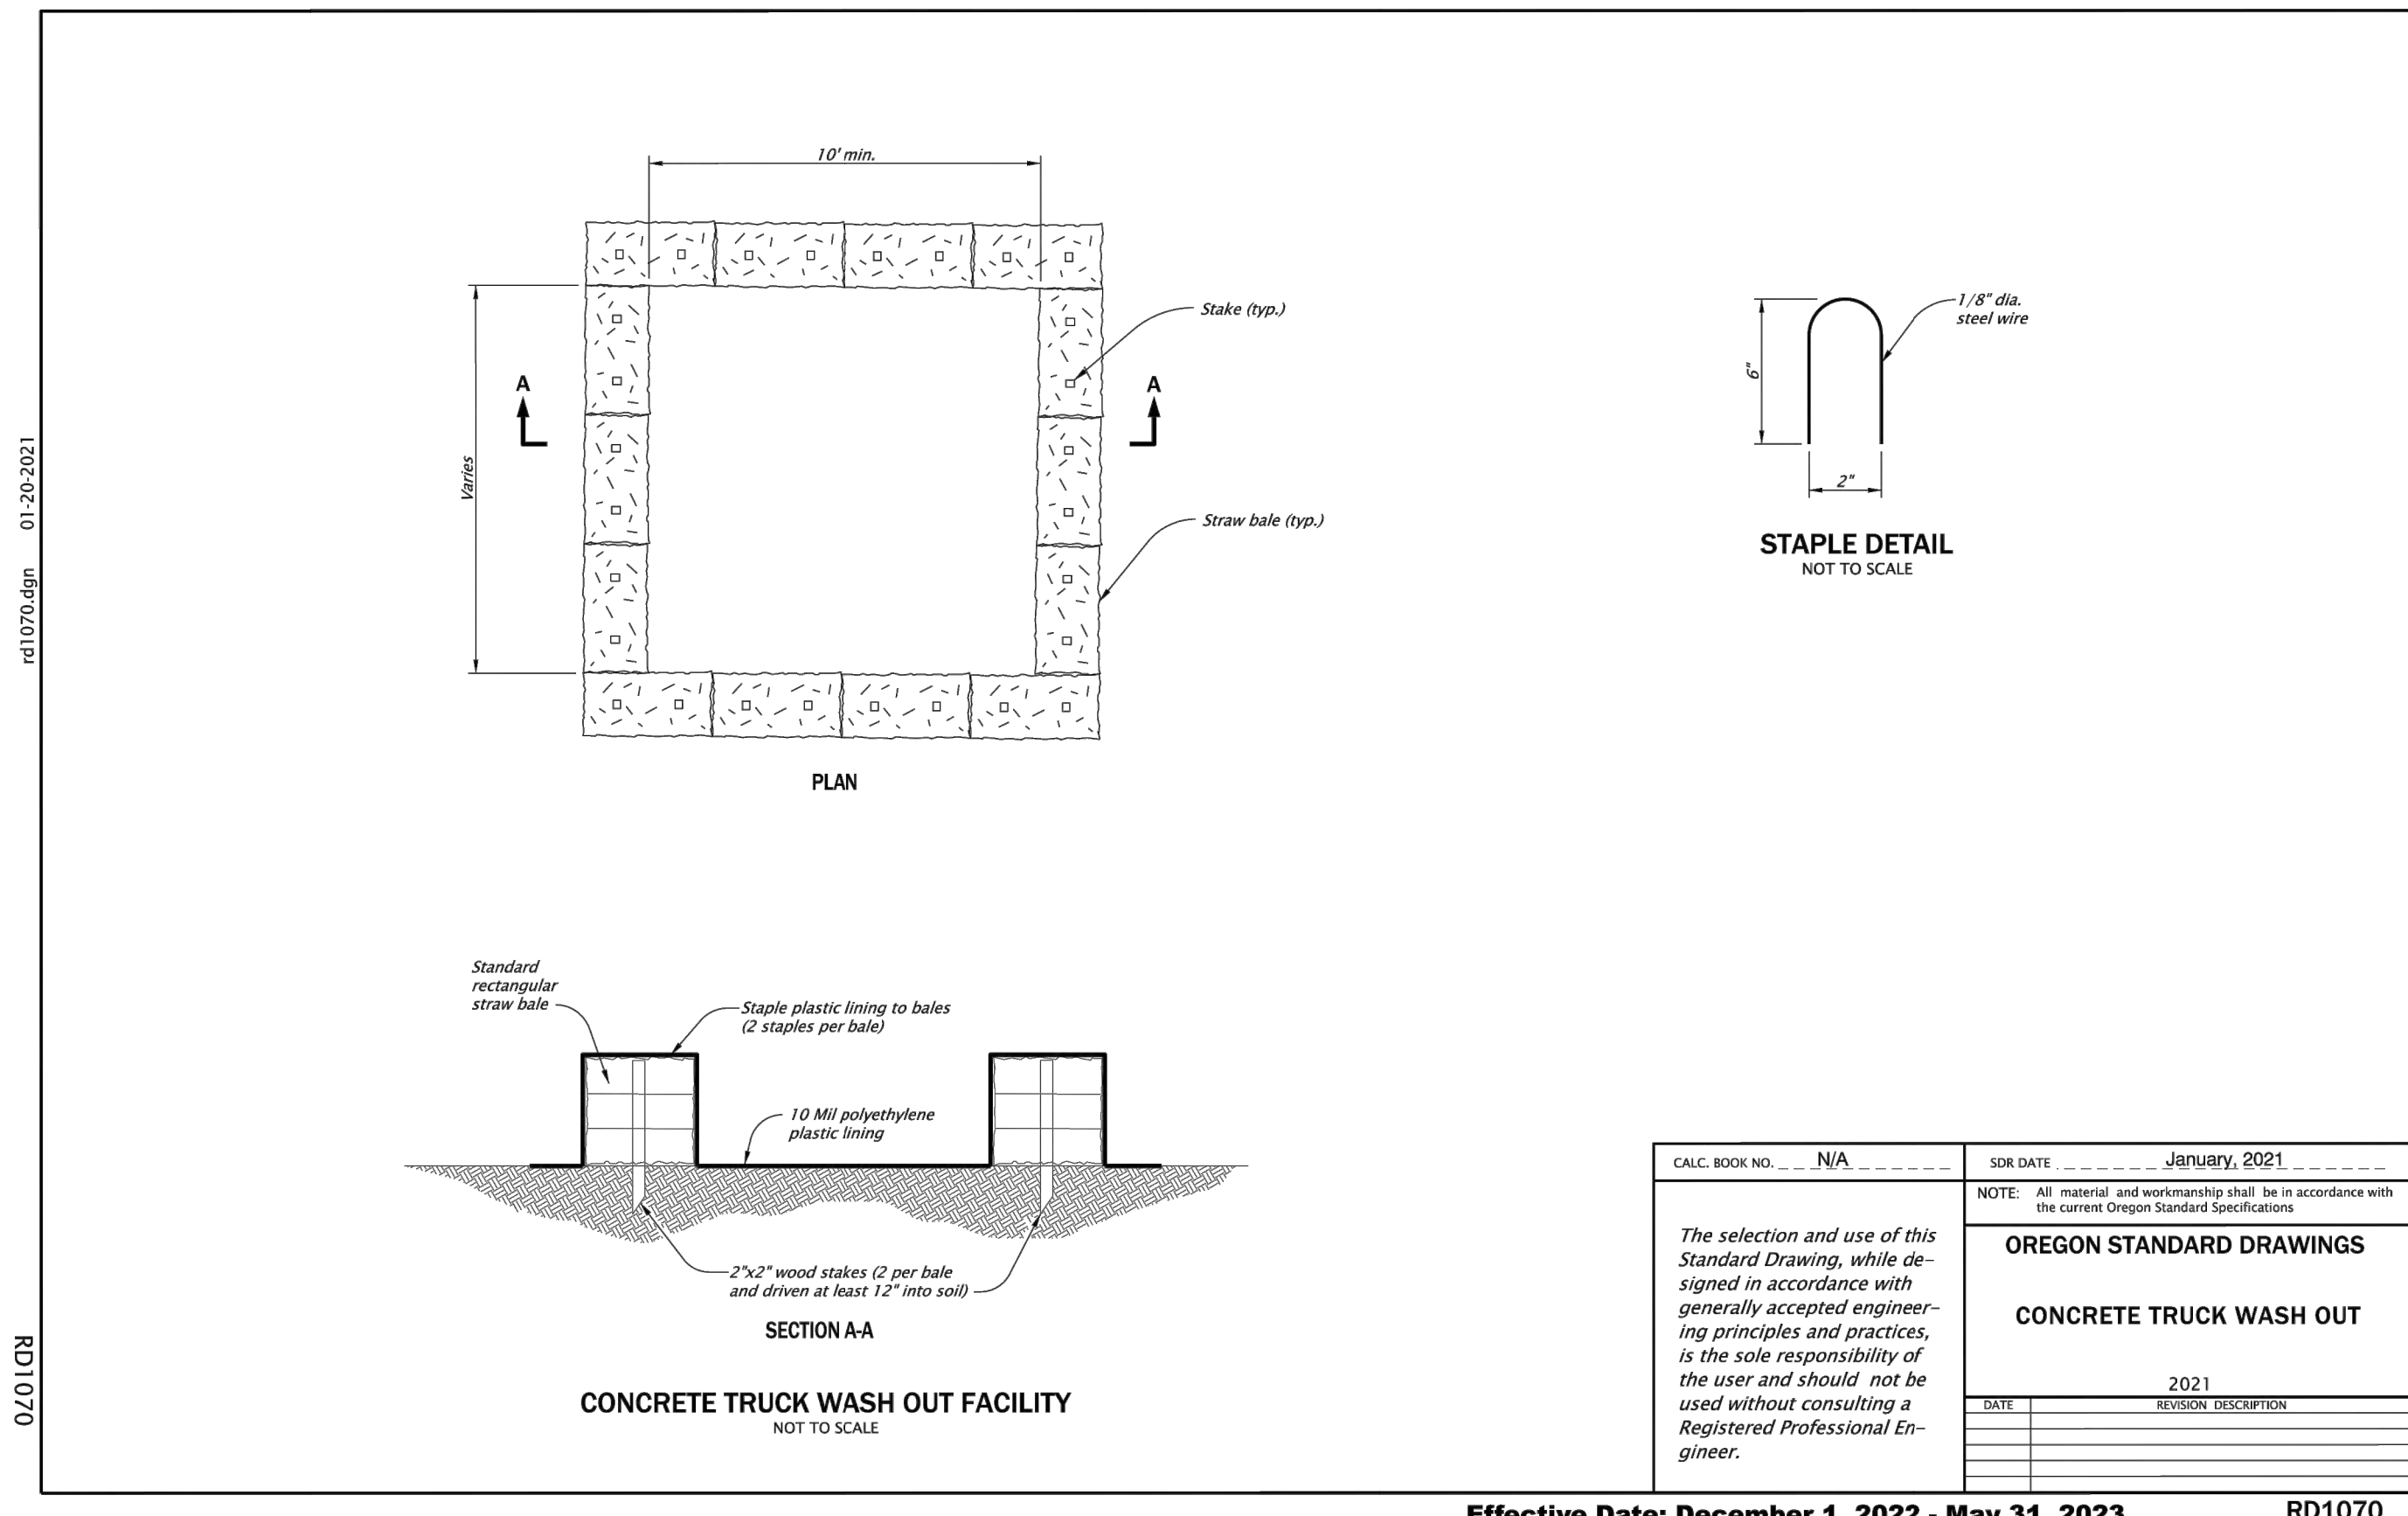 10' min.
Stake (typ.)
A
A
Varies
Straw bale (typ.)
PLAN
1/8" dia.
steel wire
6"
2"
STAPLE DETAIL
NOT TO SCALE
rd1070.dgn 01-20-2021
Standard
rectangular
straw bale
Staple plastic lining to bales
(2 staples per bale)
10 Mil polyethylene
plastic lining
2"x2" wood stakes (2 per bale
and driven at least 12" into soil)
SECTION A-A
CONCRETE TRUCK WASH OUT FACILITY
NOT TO SCALE
RD1070
CALC. BOOK NO. N/A
SDR DATE January, 2021
NOTE: All material and workmanship shall be in accordance with
the current Oregon Standard Specifications
The selection and use of this
Standard Drawing, while de-
signed in accordance with
generally accepted engineer-
ing principles and practices,
is the sole responsibility of
the user and should not be
used without consulting a
Registered Professional En-
gineer.
OREGON STANDARD DRAWINGS
CONCRETE TRUCK WASH OUT
2021
DATE REVISION DESCRIPTION
Effective Date: December 1, 2022 - May 31, 2023
RD1070